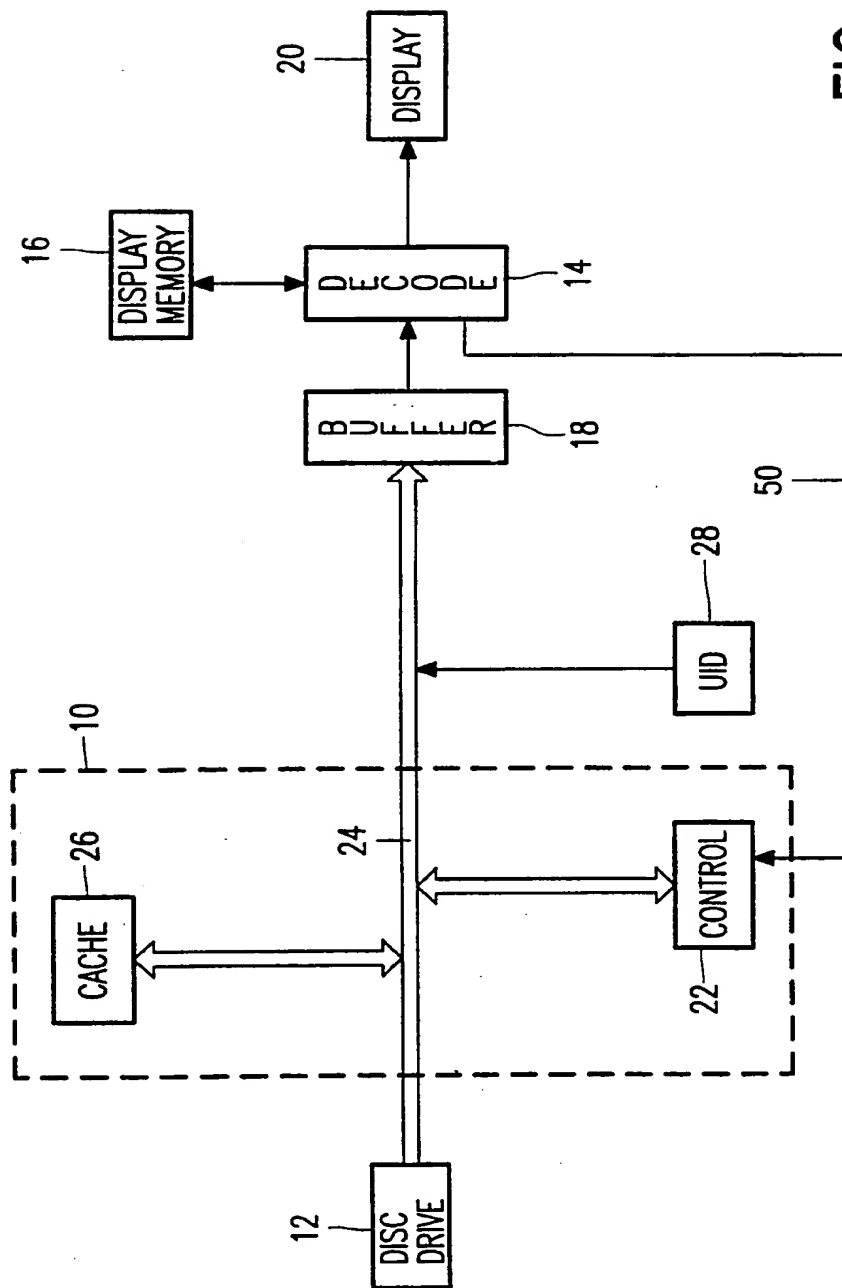 20
DISPLAY
16
DISPLAY
MEMORY
DECODE
14
BUFFER
18
50
28
UID
10
26
CACHE
24
CONTROL
22
12
DISC
DRIVE